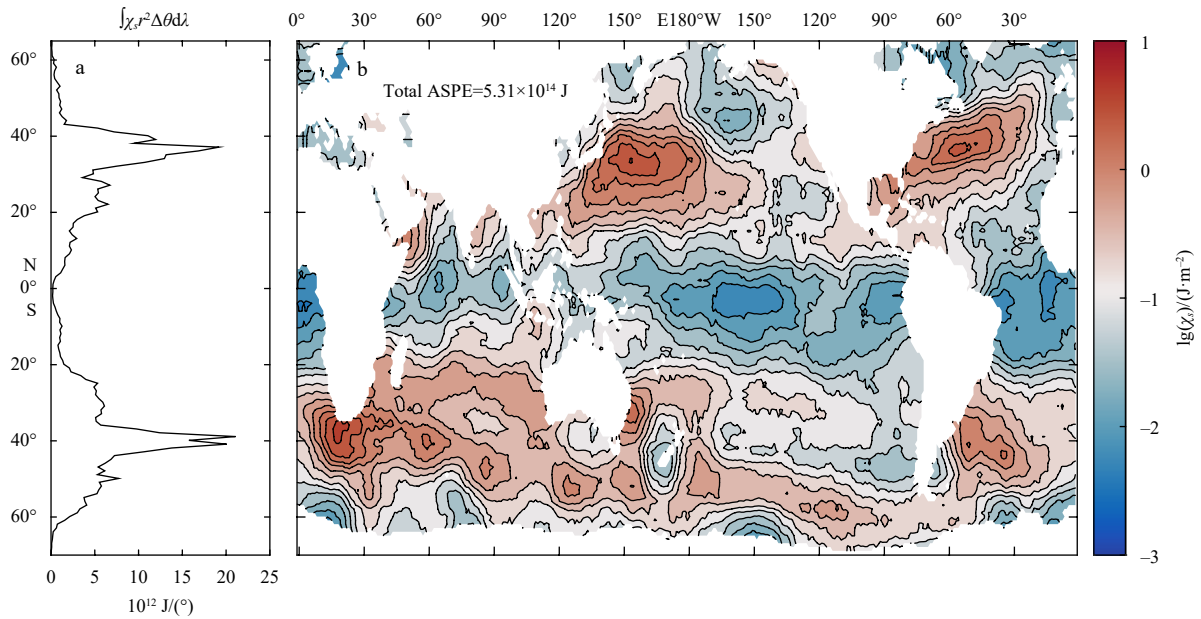 ∫χₛr²Δθdλ
0° 30° 60° 90° 120° 150° E180°W 150° 120° 90° 60° 30°
60°
40°
20°
N
0°
S
20°
40°
60°
a
b
Total ASPE=5.31×10¹⁴ J
0 5 10 15 20 25
10¹² J/(°)
1
0
−1
−2
−3
lg(χₛ)/(J·m⁻²)